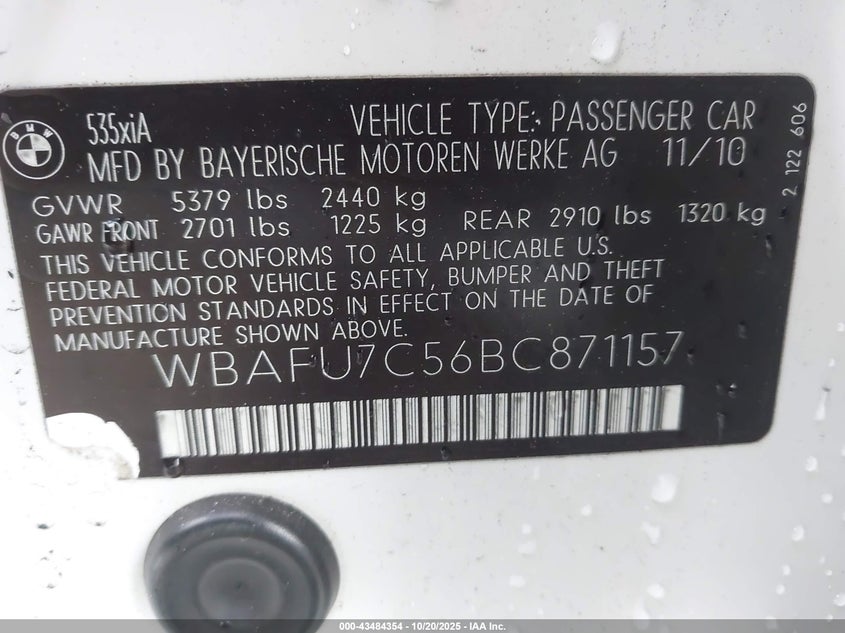 BMW
535xiA VEHICLE TYPE: PASSENGER CAR
MFD BY BAYERISCHE MOTOREN WERKE AG 11/10
GVWR 5379 lbs 2440 kg
GAWR FRONT 2701 lbs 1225 kg REAR 2910 lbs 1320 kg
THIS VEHICLE CONFORMS TO ALL APPLICABLE U.S.
FEDERAL MOTOR VEHICLE SAFETY, BUMPER AND THEFT
PREVENTION STANDARDS IN EFFECT ON THE DATE OF
MANUFACTURE SHOWN ABOVE.
WBAFU7C56BC871157
2 122 606
000-43484354 | 10/20/2025 - IAA Inc.